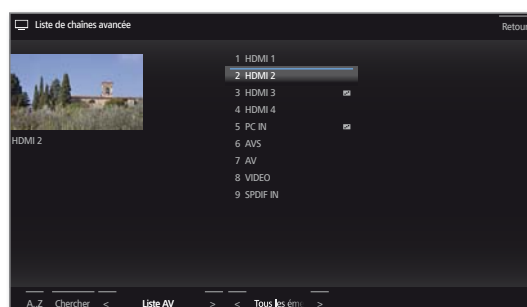 Liste de chaînes avancée
Retour
1 HDMI 1
2 HDMI 2
3 HDMI 3
4 HDMI 4
5 PC IN
6 AVS
7 AV
8 VIDEO
9 SPDIF IN
HDMI 2
A..Z Chercher < Liste AV > < Tous les ém >